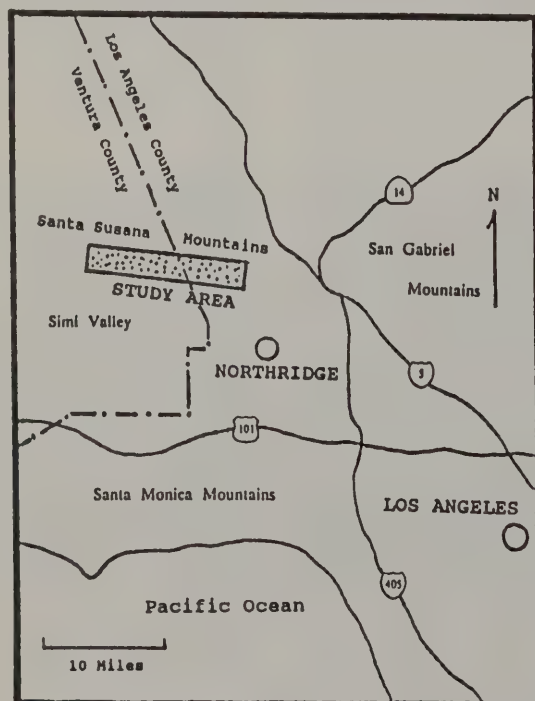 Los Angeles County
Ventura County
14
N
Santa Susana Mountains
San Gabriel
Mountains
STUDY AREA
Simi Valley
5
NORTHRIDGE
101
Santa Monica Mountains
LOS ANGELES
405
Pacific Ocean
10 Miles